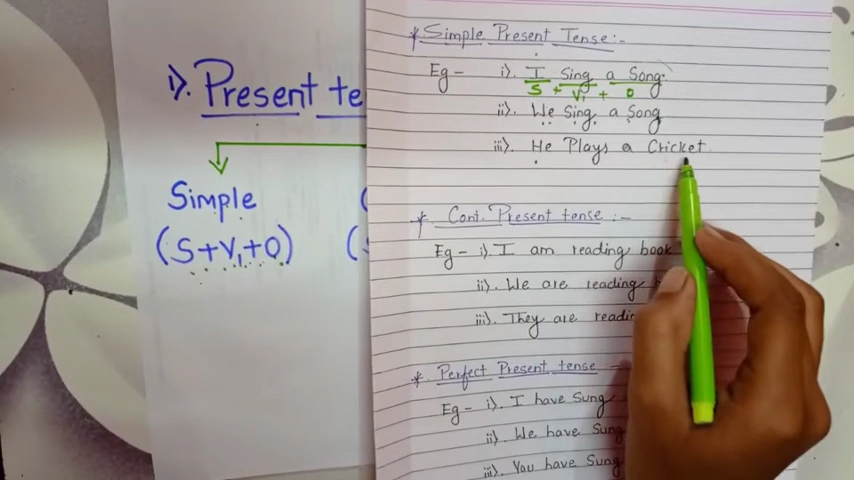 i). Present te
Simple
(S+V1+O)
* Simple Present Tense:-
Eg- i). I Sing a Song.
S + V1 + O
ii). We Sing a Song
iii). He Plays a Cricket.
* Cont. Present tense :-
Eg- i). I am reading book
ii). We are reading
iii). They are readi
*. Perfect Present tense
Eg- i). I have Sung
ii). We have Sung
iii). You have Sung